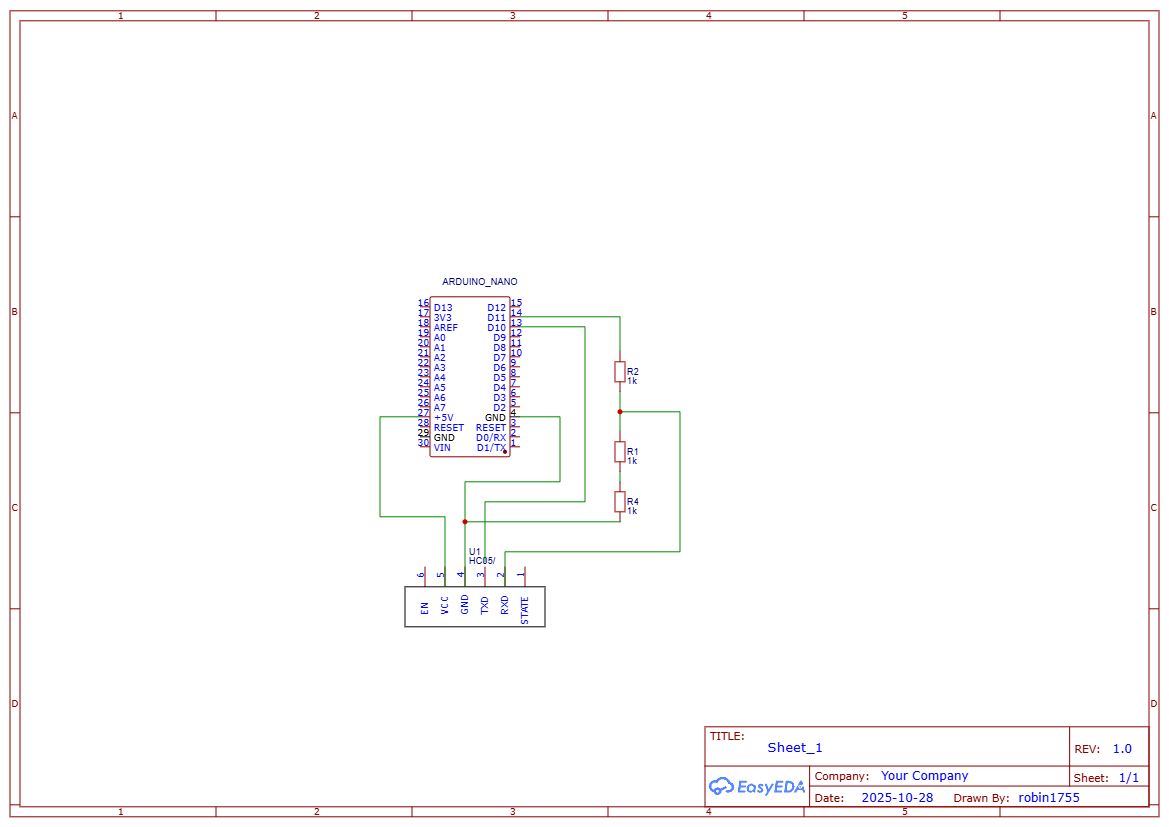 1 2 3 4 5
A A
ARDUINO_NANO
B B
16 D13 D12 15
17 3V3 D11 14
18 AREF D10 13
19 A0 D9 12
20 A1 D8 11
21 A2 D7 10
22 A3 D6 9
23 A4 D5 8
24 A5 D4 7
25 A6 D3 6
26 A7 D2 5
27 +5V GND 4
28 RESET RESET 3
29 GND D0/RX 2
30 VIN D1/TX 1
R2
1k
R1
1k
R4
1k
C C
U1
HC05/
6 5 4 3 2 1
EN VCC GND TXD RXD STATE
D D
TITLE:
Sheet_1
REV: 1.0
EasyEDA
Company: Your Company
Sheet: 1/1
Date: 2025-10-28 Drawn By: robin1755
1 2 3 4 5